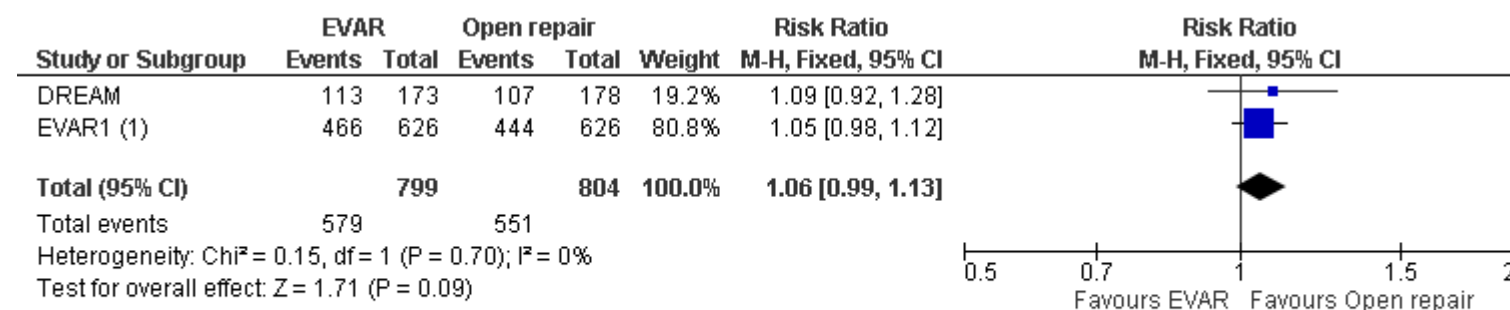 EVAR Open repair Risk Ratio Risk Ratio
Study or Subgroup Events Total Events Total Weight M-H, Fixed, 95% CI M-H, Fixed, 95% CI
DREAM 113 173 107 178 19.2% 1.09 [0.92, 1.28]
EVAR1 (1) 466 626 444 626 80.8% 1.05 [0.98, 1.12]
Total (95% CI) 799 804 100.0% 1.06 [0.99, 1.13]
Total events 579 551
Heterogeneity: Chi² = 0.15, df = 1 (P = 0.70); I² = 0%
Test for overall effect: Z = 1.71 (P = 0.09)
0.5 0.7 1 1.5 2
Favours EVAR Favours Open repair